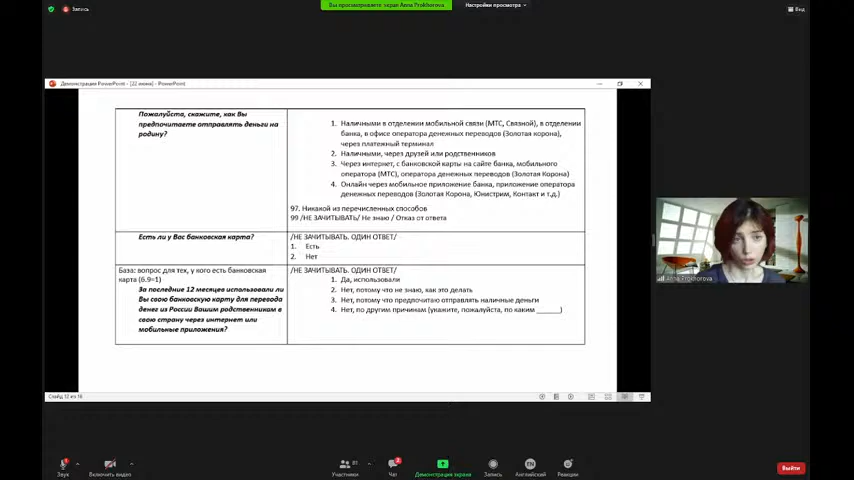 Запись
Вы просматриваете экран Anna Prokhorova
Настройки просмотра
Вид
Демонстрация PowerPoint - [22 июня] - PowerPoint
Пожалуйста, скажите, как Вы
предпочитаете отправлять деньги на
родину?
1. Наличными в отделении мобильной связи (МТС, Связной), в отделении
банка, в офисе оператора денежных переводов (Золотая корона),
через платежный терминал
2. Наличными, через друзей или родственников
3. Через интернет, с банковской карты на сайте банка, мобильного
оператора (МТС), оператора денежных переводов (Золотая Корона)
4. Онлайн через мобильное приложение банка, приложение оператора
денежных переводов (Золотая Корона, Юнистрим, Контакт и т.д.)
97. Никакой из перечисленных способов
99 /НЕ ЗАЧИТЫВАТЬ/ Не знаю / Отказ от ответа
Есть ли у Вас банковская карта?
/НЕ ЗАЧИТЫВАТЬ. ОДИН ОТВЕТ/
1. Есть
2. Нет
База: вопрос для тех, у кого есть банковская
карта (6.9=1)
За последние 12 месяцев использовали ли
Вы свою банковскую карту для перевода
денег из России Вашим родственникам в
свою страну через интернет или
мобильные приложения?
/НЕ ЗАЧИТЫВАТЬ. ОДИН ОТВЕТ/
1. Да, использовали
2. Нет, потому что не знаю, как это делать
3. Нет, потому что предпочитаю отправлять наличные деньги
4. Нет, по другим причинам (укажите, пожалуйста, по каким ______)
Anna Prokhorova
Слайд 12 из 16
Звук
Включить видео
Участники
81
Чат
Демонстрация экрана
Запись
EN
Английский
Реакции
Выйти